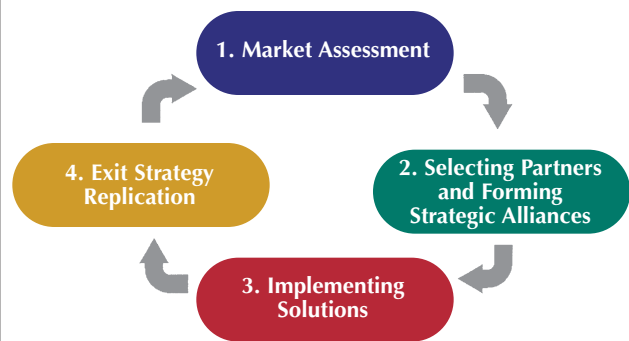 1. Market Assessment
2. Selecting Partners
and Forming
Strategic Alliances
3. Implementing
Solutions
4. Exit Strategy
Replication